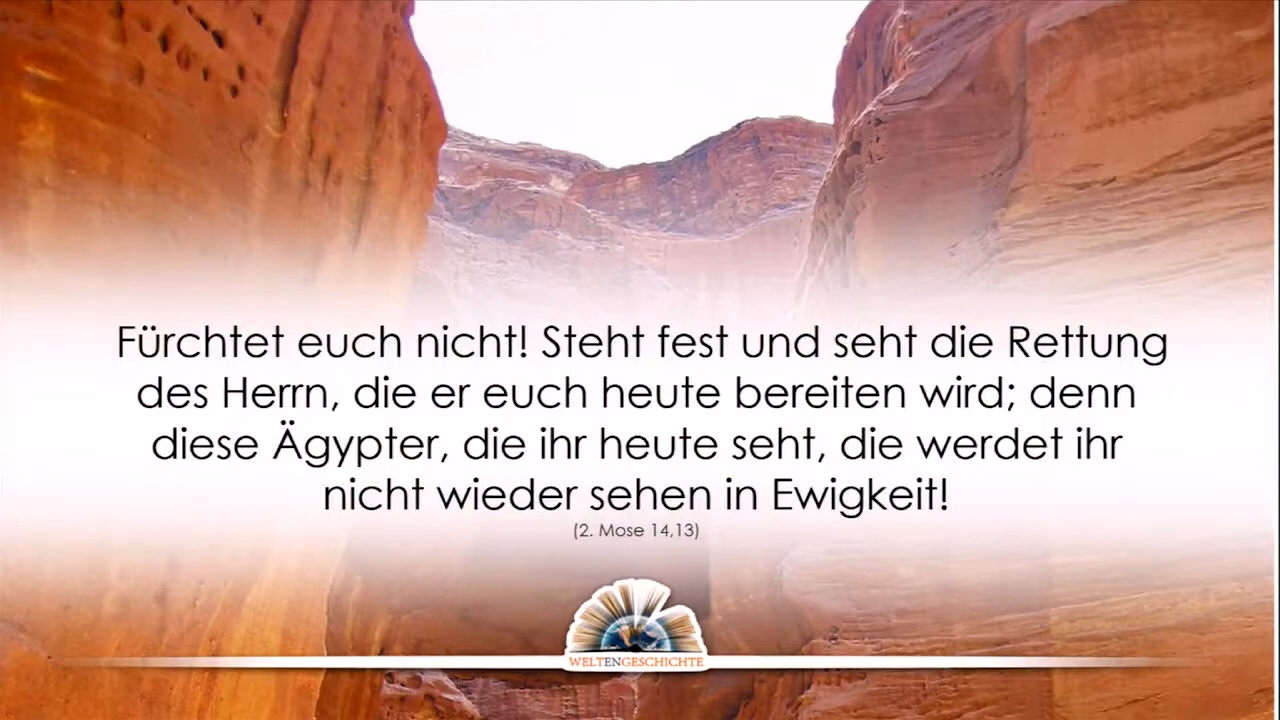 Fürchtet euch nicht! Steht fest und seht die Rettung
des Herrn, die er euch heute bereiten wird; denn
diese Ägypter, die ihr heute seht, die werdet ihr
nicht wieder sehen in Ewigkeit!
(2. Mose 14,13)
WELTENGESCHICHTE